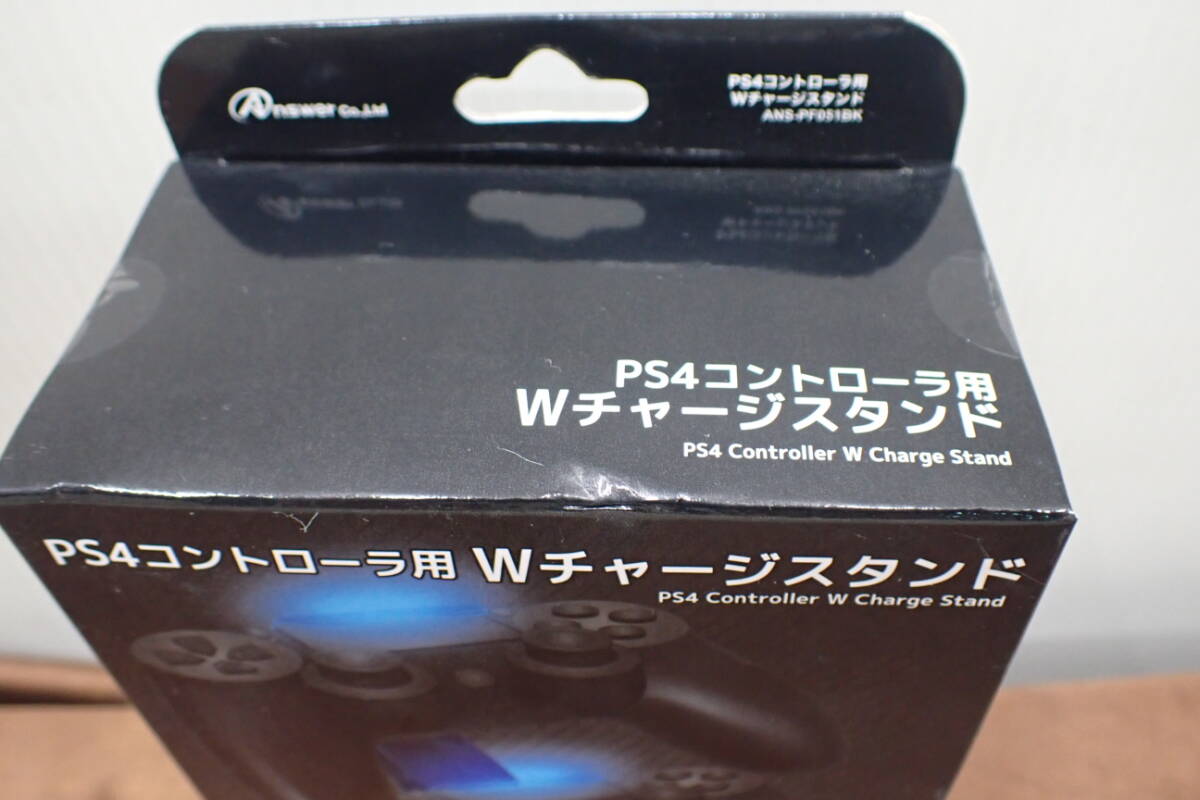 Answer Co.,Ltd
PS4コントローラ用
Wチャージスタンド
ANS-PF051BK
PS4コントローラ用
Wチャージスタンド
PS4 Controller W Charge Stand
PS4コントローラ用 Wチャージスタンド
PS4 Controller W Charge Stand